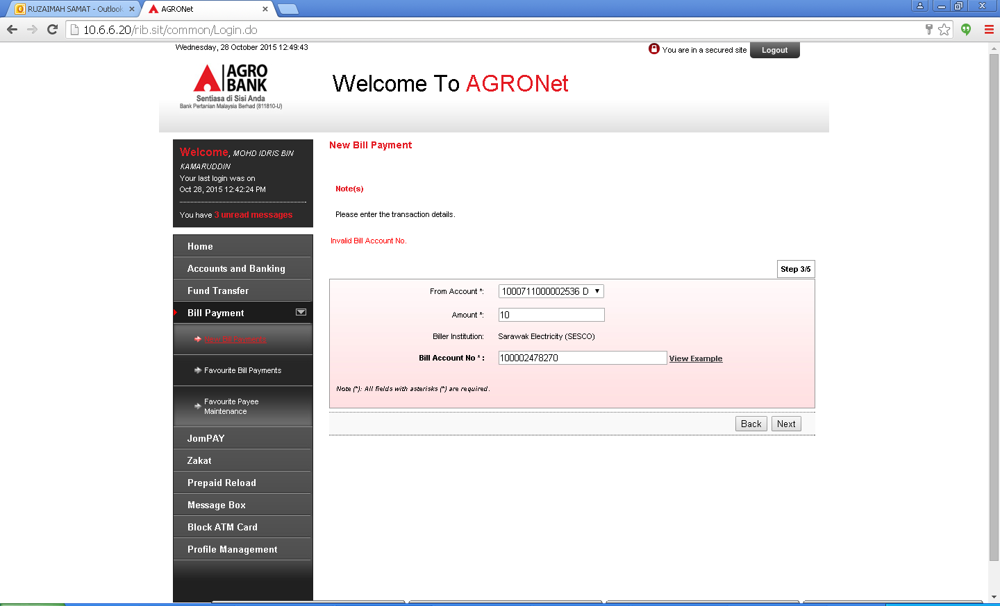 RUZAIMAH SAMAT - Outlook
AGRONet
10.6.6.20/rib.sit/common/Login.do
Wednesday, 28 October 2015 12:49:43
You are in a secured site
Logout
AGRO
BANK
Sentiasa di Sisi Anda
Bank Pertanian Malaysia Berhad (811810-U)
Welcome To AGRONet
Welcome, MOHD IDRIS BIN
KAMARUDDIN
Your last login was on
Oct 28, 2015 12:42:24 PM
You have 3 unread messages
Home
Accounts and Banking
Fund Transfer
Bill Payment
New Bill Payments
Favourite Bill Payments
Favourite Payee
Maintenance
JomPAY
Zakat
Prepaid Reload
Message Box
Block ATM Card
Profile Management
New Bill Payment
Note(s)
Please enter the transaction details.
Invalid Bill Account No.
Step 3/5
From Account *: 1000711000002536 D
Amount *: 10
Biller Institution: Sarawak Electricity (SESCO)
Bill Account No * : 100002478270 View Example
Note (*): All fields with asterisks (*) are required.
Back Next